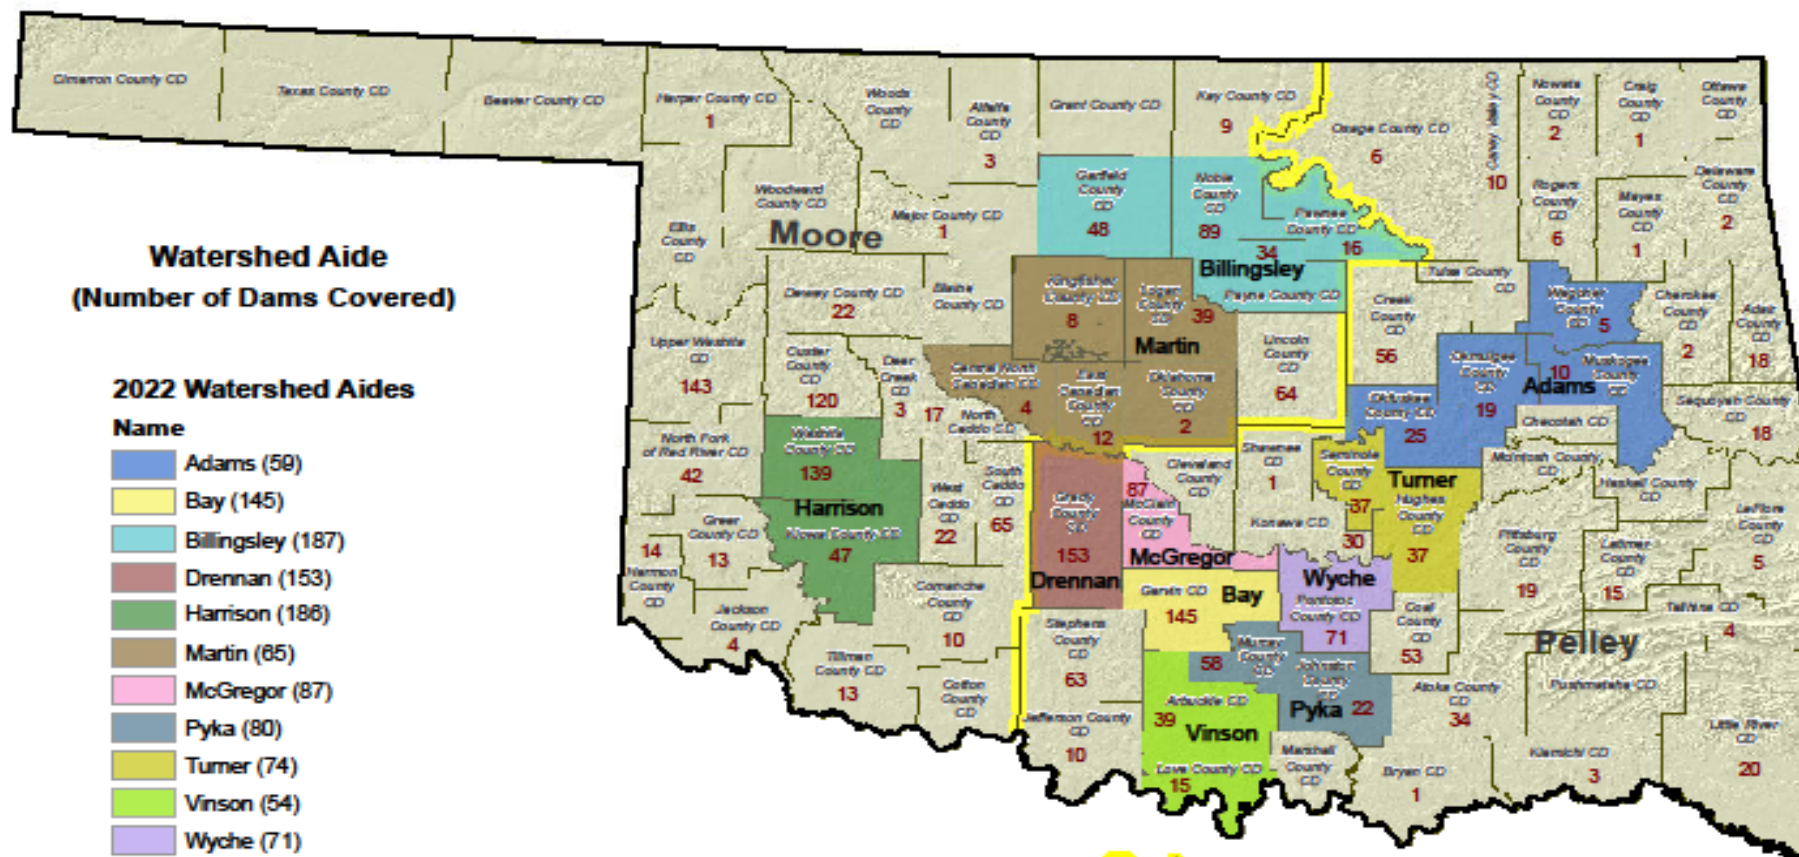 Cimarron County CD
Texas County CD
Beaver County CD
Harper County CD
1
Woods
County
CD
Alfalfa
County
CD
3
Grant County CD
Kay County CD
9
Osage County CD
6
Caney Valley CD
10
Nowata
County
CD
2
Craig
County
CD
1
Ottawa
County
CD
Ellis
County
CD
Woodward
County CD
Major County CD
1
Moore
Garfield
County
CD
48
Noble
County
CD
89
Pawnee
County CD
16
34
Billingsley
Payne County CD
Rogers
County
CD
6
Mayes
County
CD
1
Delaware
County
CD
2
Watershed Aide
(Number of Dams Covered)
Dewey County CD
22
Blaine
County CD
Kingfisher
County CD
8
Logan
County
CD
39
Martin
Lincoln
County
CD
64
Creek
County
CD
56
Tulsa County
CD
Wagoner
County
CD
5
Cherokee
County
CD
2
Adair
County
CD
18
Upper Washita
CD
143
Custer
County
CD
120
Deer
Creek
CD
3
Central North
Canadian CD
4
East
Canadian
County
CD
12
Oklahoma
County
CD
2
Okfuskee
County CD
25
Okmulgee
County
CD
19
10
Adams
Muskogee
County
CD
Checotah CD
Sequoyah County
CD
18
2022 Watershed Aides
Name
Adams (59)
Bay (145)
Billingsley (187)
Drennan (153)
Harrison (186)
Martin (65)
McGregor (87)
Pyka (80)
Turner (74)
Vinson (54)
Wyche (71)
North Fork
of Red River CD
42
Washita
County CD
139
Harrison
Kiowa County CD
47
17
North
Caddo CD
West
Caddo
CD
22
South
Caddo
CD
65
Grady
County
CD
153
Drennan
87
McClain
County
CD
McGregor
Cleveland
County
CD
Shawnee
CD
1
Konawa CD
30
Seminole
County
CD
37
Turner
Hughes
County
CD
37
McIntosh County
CD
Haskell County
CD
LeFlore
County
CD
5
Greer
County CD
13
14
Harmon
County
CD
Jackson
County CD
4
Tillman
County CD
13
Comanche
County
CD
10
Cotton
County
CD
Stephens
County
CD
63
Jefferson County
CD
10
Garvin CD
145
Bay
Wyche
Pontotoc
County CD
71
Coal
County
CD
53
Pittsburg
County
CD
19
Latimer
County
CD
15
Talihina CD
4
Pelley
58
Murray
County
CD
Johnston
County
CD
Pyka
22
Arbuckle CD
39
Vinson
Love County CD
15
Marshall
County
CD
Atoka County
CD
34
Bryan CD
1
Pushmataha CD
Kiamichi CD
3
Little River
CD
20